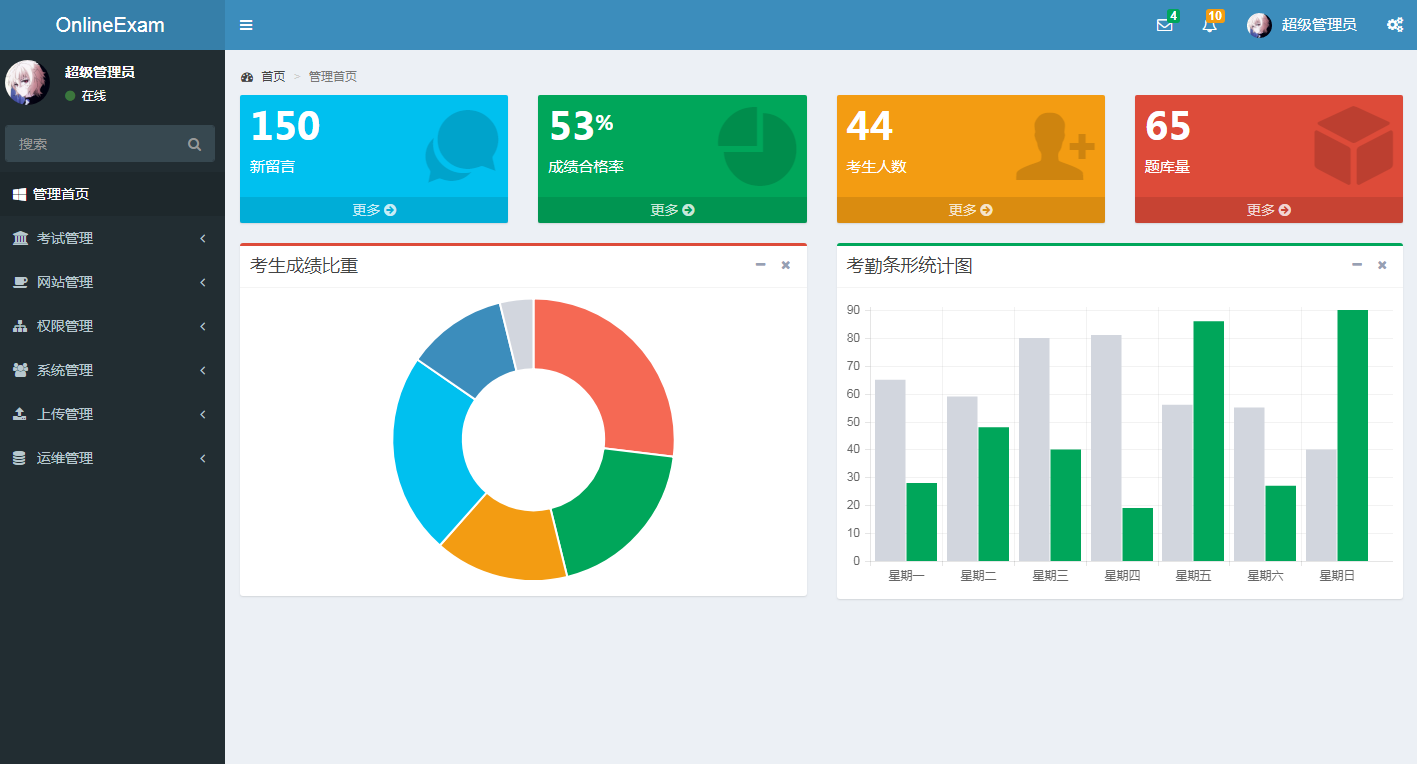 OnlineExam
4
10
超级管理员
超级管理员
在线
搜索
管理首页
考试管理
网站管理
权限管理
系统管理
上传管理
运维管理
首页 > 管理首页
150
新留言
更多
53%
成绩合格率
更多
44
考生人数
更多
65
题库量
更多
考生成绩比重
考勤条形统计图
90
80
70
60
50
40
30
20
10
0
星期一 星期二 星期三 星期四 星期五 星期六 星期日